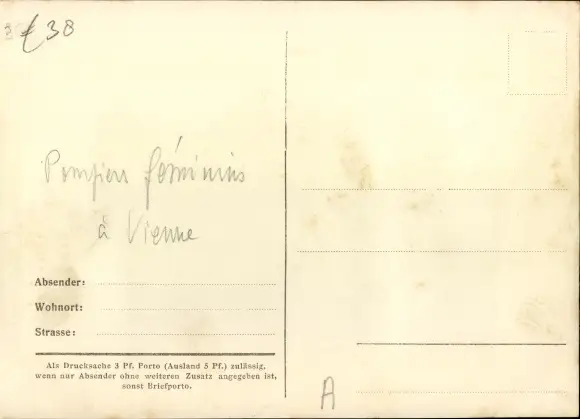 €38
Pompiers féminins
à Vienne
Absender:
Wohnort:
Strasse:
Als Drucksache 3 Pf. Porto (Ausland 5 Pf.) zulässig,
wenn nur Absender ohne weiteren Zusatz angegeben ist,
sonst Briefporto.
A